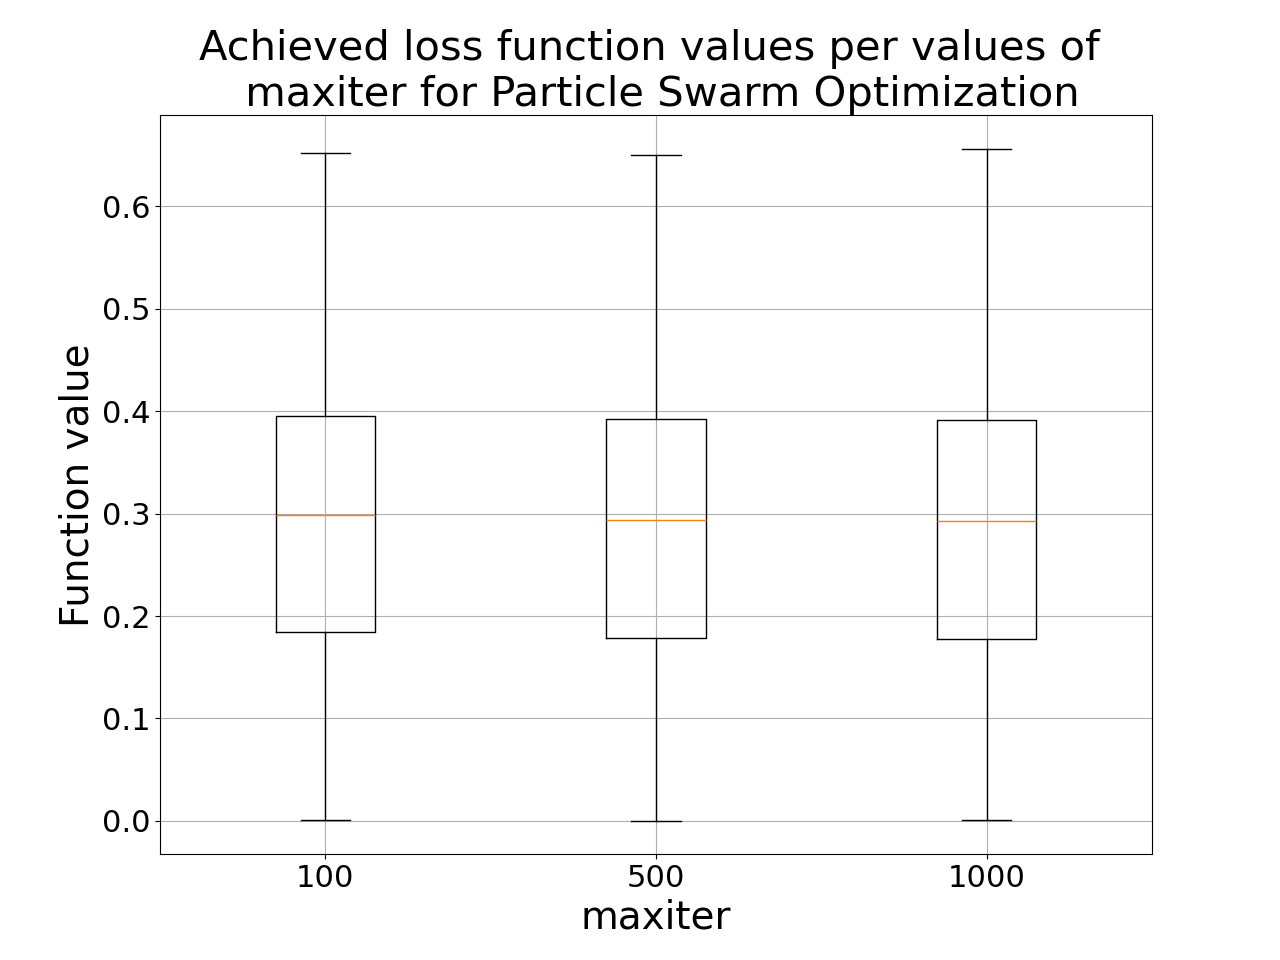 Achieved loss function values per values of
maxiter for Particle Swarm Optimization
Function value
0.6
0.5
0.4
0.3
0.2
0.1
0.0
100 500 1000
maxiter